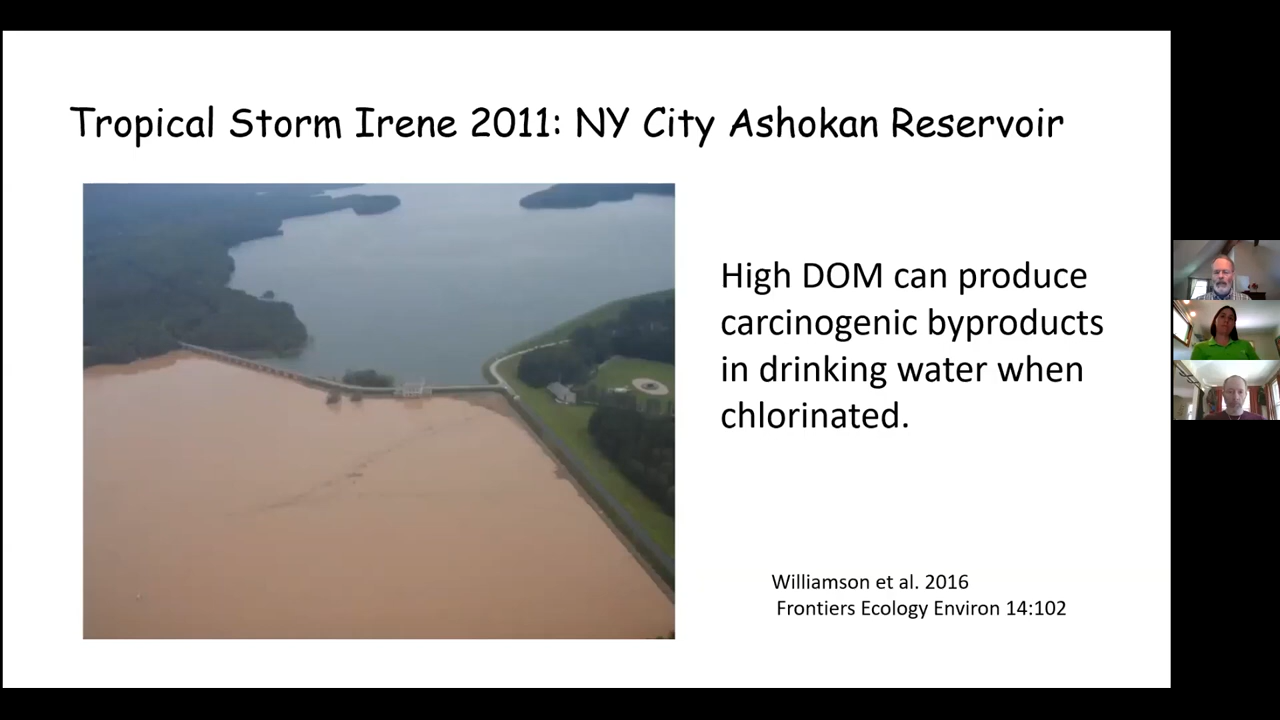 Tropical Storm Irene 2011: NY City Ashokan Reservoir
High DOM can produce
carcinogenic byproducts
in drinking water when
chlorinated.
Williamson et al. 2016
Frontiers Ecology Environ 14:102